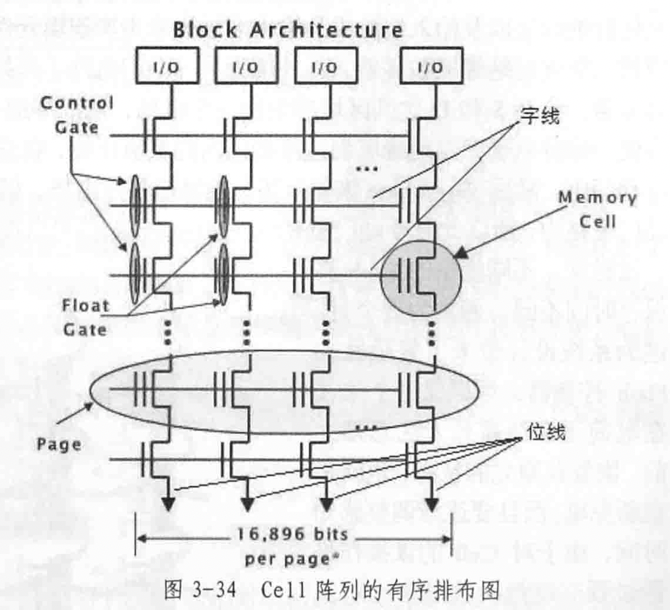 Block Architecture
I/O I/O I/O I/O
Control
Gate
字线
Memory
Cell
Float
Gate
Page
位线
16,896 bits
per page
图 3-34 Cell 阵列的有序排布图